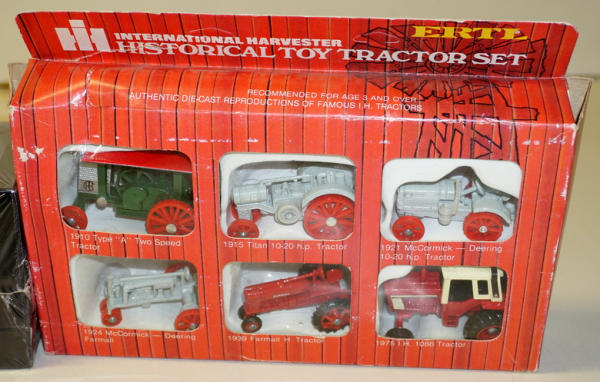 IH INTERNATIONAL HARVESTER
ERTL
HISTORICAL TOY TRACTOR SET
RECOMMENDED FOR AGE 3 AND OVER
AUTHENTIC DIE-CAST REPRODUCTIONS OF FAMOUS I.H. TRACTORS
1910 Type "A" Two Speed
Tractor
1915 Titan 10-20 h.p. Tractor
1921 McCormick — Deering
10-20 h.p. Tractor
1924 McCormick — Deering
Farmall
1939 Farmall H Tractor
1975 I.H. 1066 Tractor